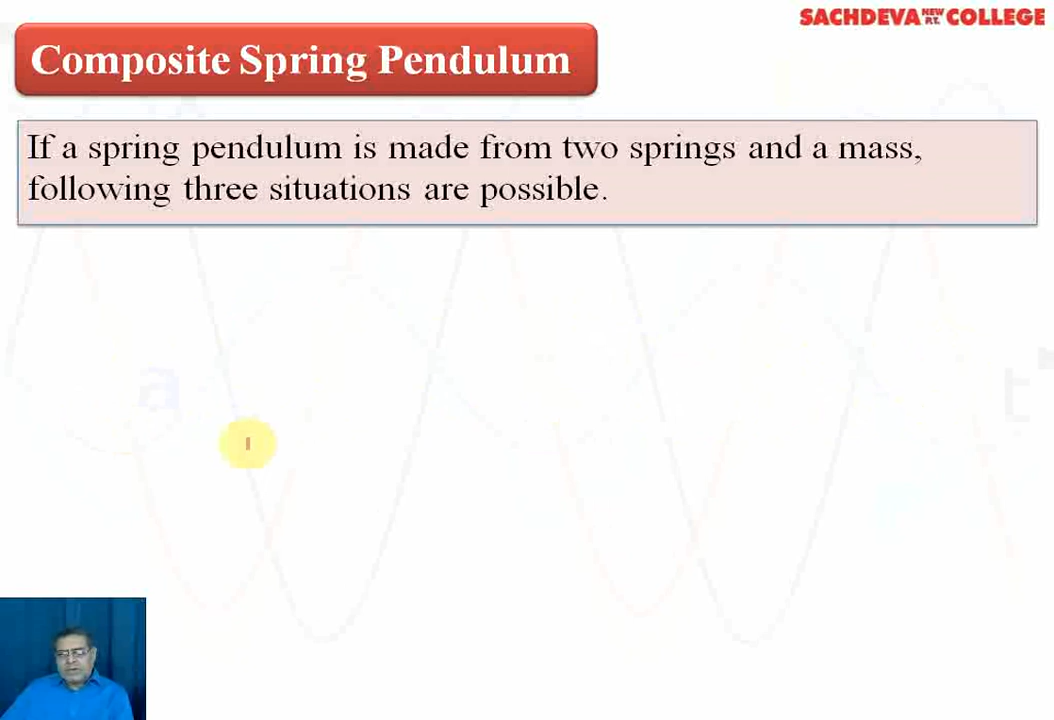 SACHDEVA NEW P.T. COLLEGE
Composite Spring Pendulum
If a spring pendulum is made from two springs and a mass,
following three situations are possible.
a
t